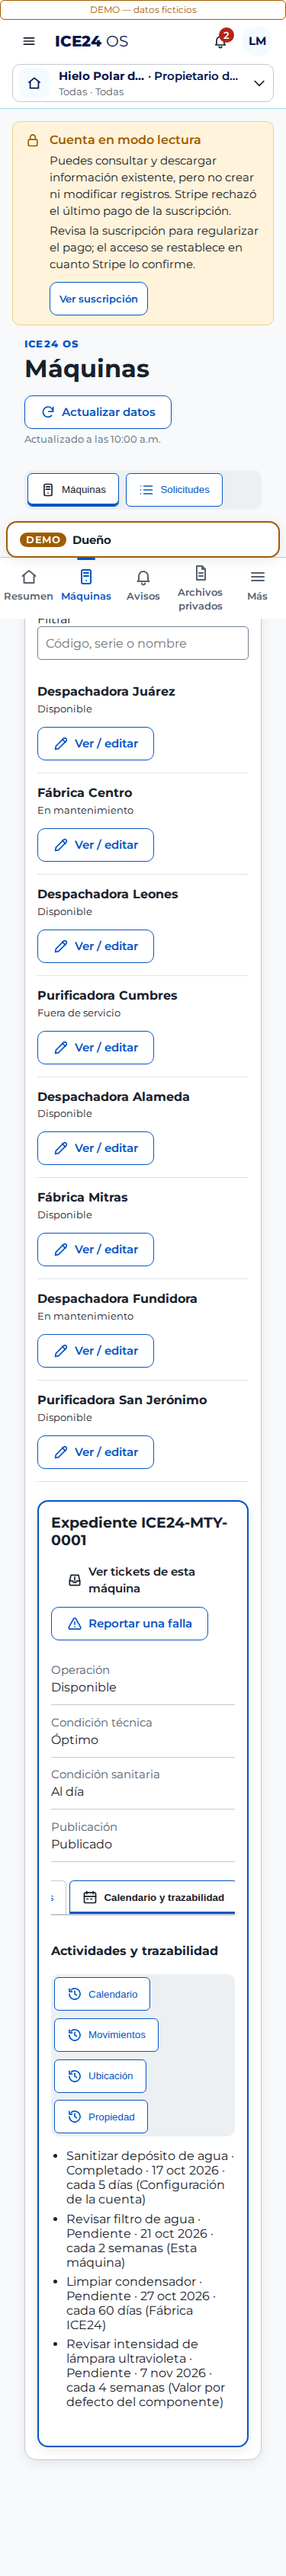 DEMO — datos ficticios
ICE24 OS
2
LM
Hielo Polar d... · Propietario d...
Todas · Todas
Cuenta en modo lectura
Puedes consultar y descargar
información existente, pero no crear
ni modificar registros. Stripe rechazó
el último pago de la suscripción.
Revisa la suscripción para regularizar
el pago; el acceso se restablece en
cuanto Stripe lo confirme.
Ver suscripción
ICE24 OS
Máquinas
Actualizar datos
Actualizado a las 10:00 a.m.
Máquinas
Solicitudes
DEMO
Dueño
Resumen
Máquinas
Avisos
Archivos
privados
Más
Filtrar
Código, serie o nombre
Despachadora Juárez
Disponible
Ver / editar
Fábrica Centro
En mantenimiento
Ver / editar
Despachadora Leones
Disponible
Ver / editar
Purificadora Cumbres
Fuera de servicio
Ver / editar
Despachadora Alameda
Disponible
Ver / editar
Fábrica Mitras
Disponible
Ver / editar
Despachadora Fundidora
En mantenimiento
Ver / editar
Purificadora San Jerónimo
Disponible
Ver / editar
Expediente ICE24-MTY-
0001
Ver tickets de esta
máquina
Reportar una falla
Operación
Disponible
Condición técnica
Óptimo
Condición sanitaria
Al día
Publicación
Publicado
Calendario y trazabilidad
Actividades y trazabilidad
Calendario
Movimientos
Ubicación
Propiedad
• Sanitizar depósito de agua ·
Completado · 17 oct 2026 ·
cada 5 días (Configuración
de la cuenta)
• Revisar filtro de agua ·
Pendiente · 21 oct 2026 ·
cada 2 semanas (Esta
máquina)
• Limpiar condensador ·
Pendiente · 27 oct 2026 ·
cada 60 días (Fábrica
ICE24)
• Revisar intensidad de
lámpara ultravioleta ·
Pendiente · 7 nov 2026 ·
cada 4 semanas (Valor por
defecto del componente)